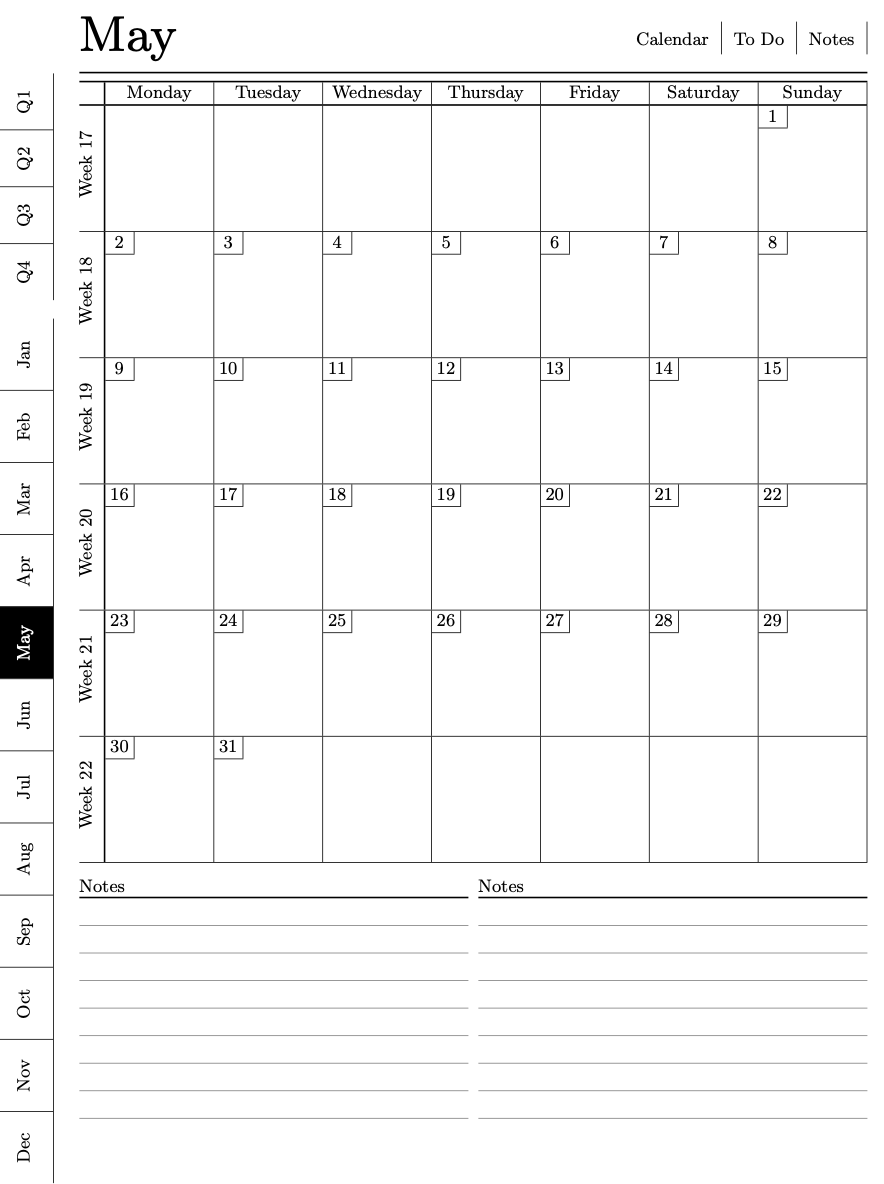 May
Calendar To Do Notes
Q1
Q2
Q3
Q4
Jan
Feb
Mar
Apr
May
Jun
Jul
Aug
Sep
Oct
Nov
Dec
Monday Tuesday Wednesday Thursday Friday Saturday Sunday
Week 17 1
Week 18 2 3 4 5 6 7 8
Week 19 9 10 11 12 13 14 15
Week 20 16 17 18 19 20 21 22
Week 21 23 24 25 26 27 28 29
Week 22 30 31
Notes Notes